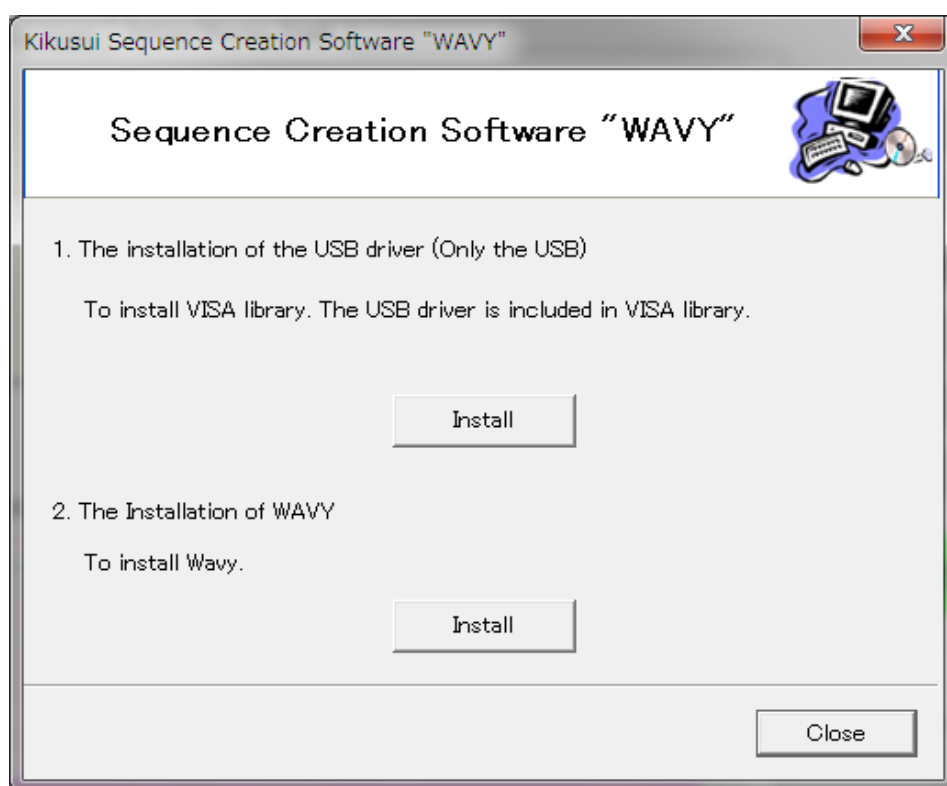 Kikusui Sequence Creation Software "WAVY"
Sequence Creation Software "WAVY"
1. The installation of the USB driver (Only the USB)
To install VISA library. The USB driver is included in VISA library.
Install
2. The Installation of WAVY
To install Wavy.
Install
Close